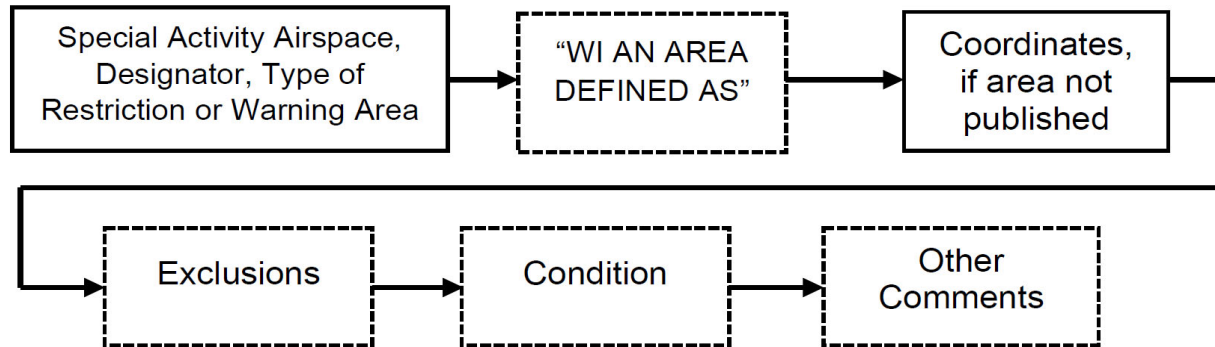 Special Activity Airspace,
Designator, Type of
Restriction or Warning Area
“WI AN AREA
DEFINED AS”
Coordinates,
if area not
published
Exclusions
Condition
Other
Comments